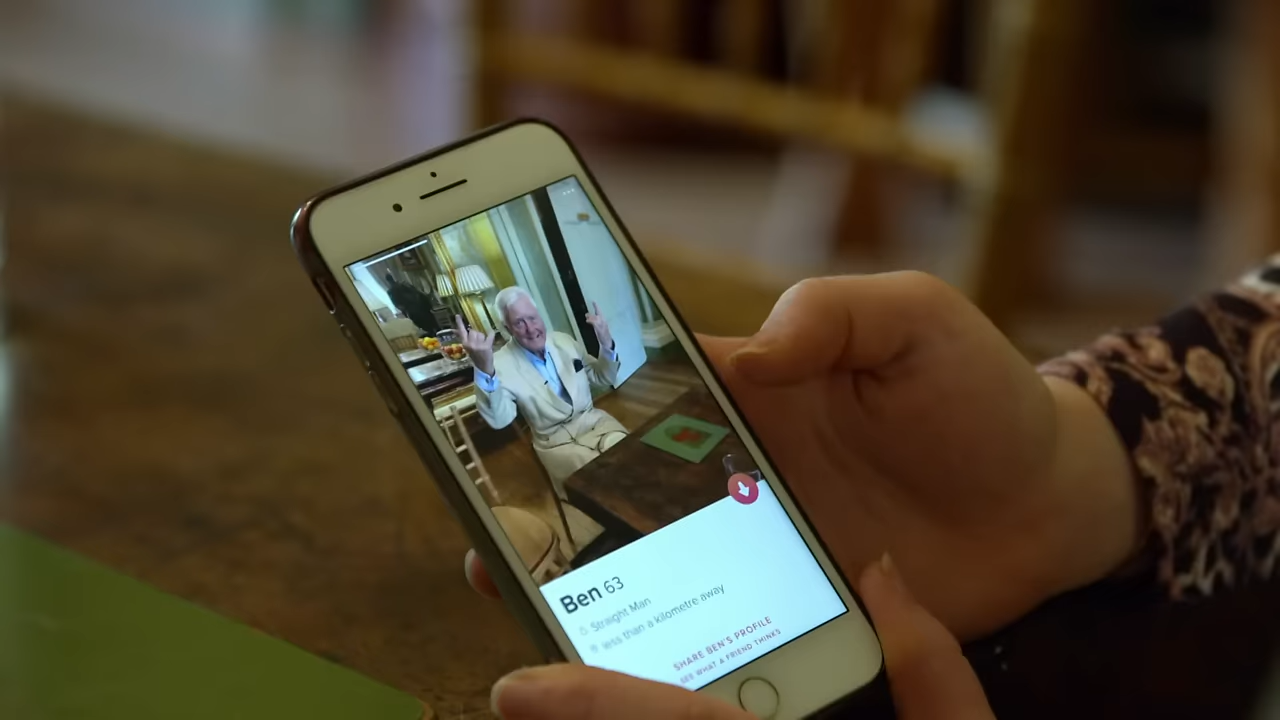 Ben 63
Straight Man
less than a kilometre away
SHARE BEN'S PROFILE
SEE WHAT A FRIEND THINKS